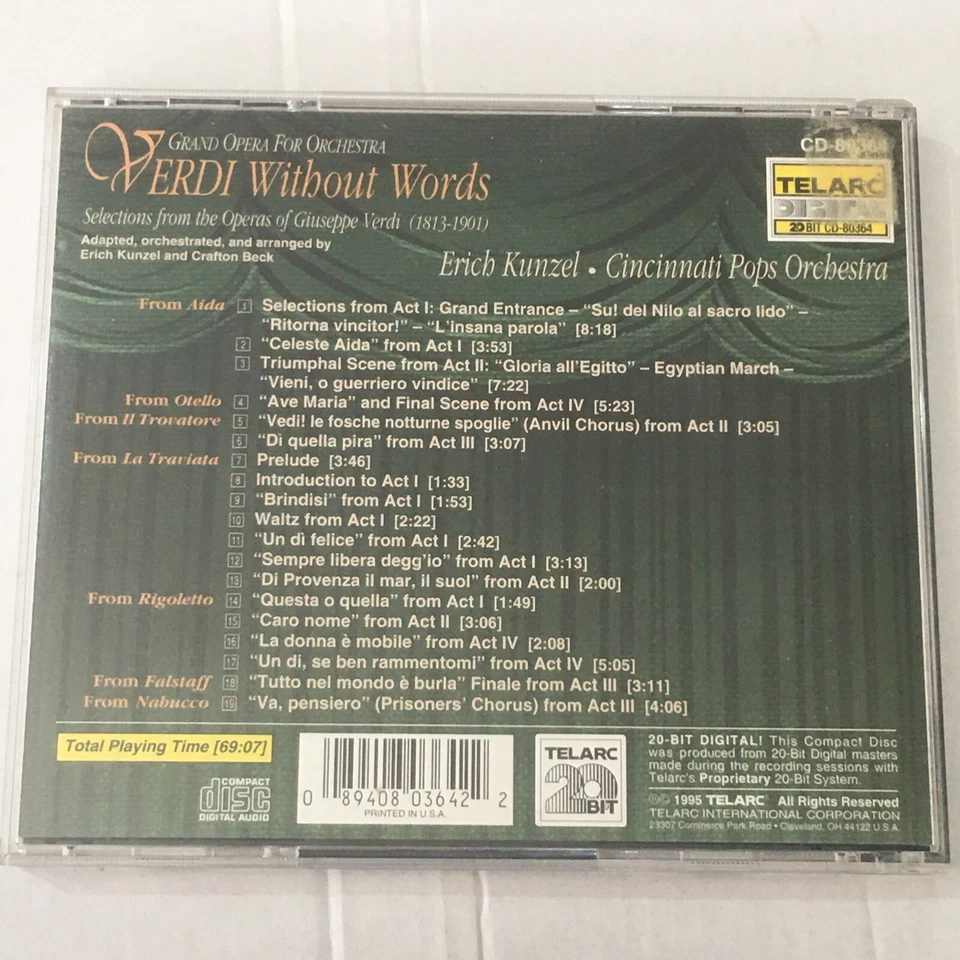 GRAND OPERA FOR ORCHESTRA
VERDI Without Words
Selections from the Operas of Giuseppe Verdi (1813-1901)
Adapted, orchestrated, and arranged by
Erich Kunzel and Crafton Beck
CD-80364
TELARC
DIGITAL
20 BIT CD-80364
Erich Kunzel • Cincinnati Pops Orchestra
From Aida 1 Selections from Act I: Grand Entrance – “Su! del Nilo al sacro lido” –
“Ritorna vincitor!” – “L'insana parola” [8:18]
2 “Celeste Aida” from Act I [3:53]
3 Triumphal Scene from Act II: “Gloria all'Egitto” – Egyptian March –
“Vieni, o guerriero vindice” [7:22]
From Otello 4 “Ave Maria” and Final Scene from Act IV [5:23]
From Il Trovatore 5 “Vedi! le fosche notturne spoglie” (Anvil Chorus) from Act II [3:05]
6 “Dì quella pira” from Act III [3:07]
From La Traviata 7 Prelude [3:46]
8 Introduction to Act I [1:33]
9 “Brindisi” from Act I [1:53]
10 Waltz from Act I [2:22]
11 “Un dì felice” from Act I [2:42]
12 “Sempre libera degg'io” from Act I [3:13]
13 “Di Provenza il mar, il suol” from Act II [2:00]
From Rigoletto 14 “Questa o quella” from Act I [1:49]
15 “Caro nome” from Act II [3:06]
16 “La donna è mobile” from Act IV [2:08]
17 “Un di, se ben rammentomi” from Act IV [5:05]
From Falstaff 18 “Tutto nel mondo è burla” Finale from Act III [3:11]
From Nabucco 19 “Va, pensiero” (Prisoners' Chorus) from Act III [4:06]
Total Playing Time [69:07]
COMPACT
disc
DIGITAL AUDIO
0 89408 03642 2
PRINTED IN U.S.A.
TELARC
20
BIT
20-BIT DIGITAL! This Compact Disc
was produced from 20-Bit Digital masters
made during the recording sessions with
Telarc's Proprietary 20-Bit System.
℗© 1995 TELARC® All Rights Reserved
TELARC INTERNATIONAL CORPORATION
23307 Commerce Park Road • Cleveland, OH 44122 U.S.A.